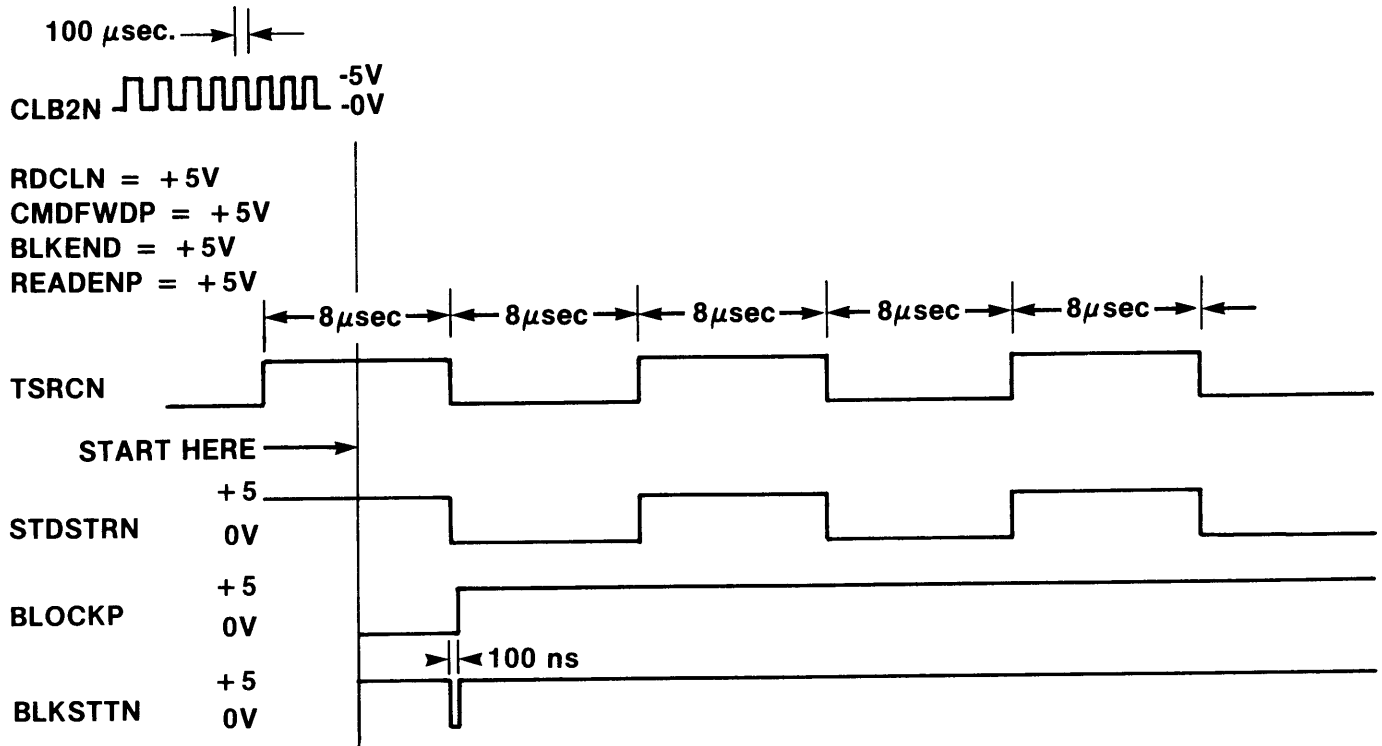 100 μsec.
CLB2N
-5V
-0V
RDCLN = +5V
CMDFWDP = +5V
BLKEND = +5V
READENP = +5V
8μsec 8μsec 8μsec 8μsec 8μsec
TSRCN
START HERE
STDSTRN
+5
0V
BLOCKP
+5
0V
100 ns
BLKSTTN
+5
0V